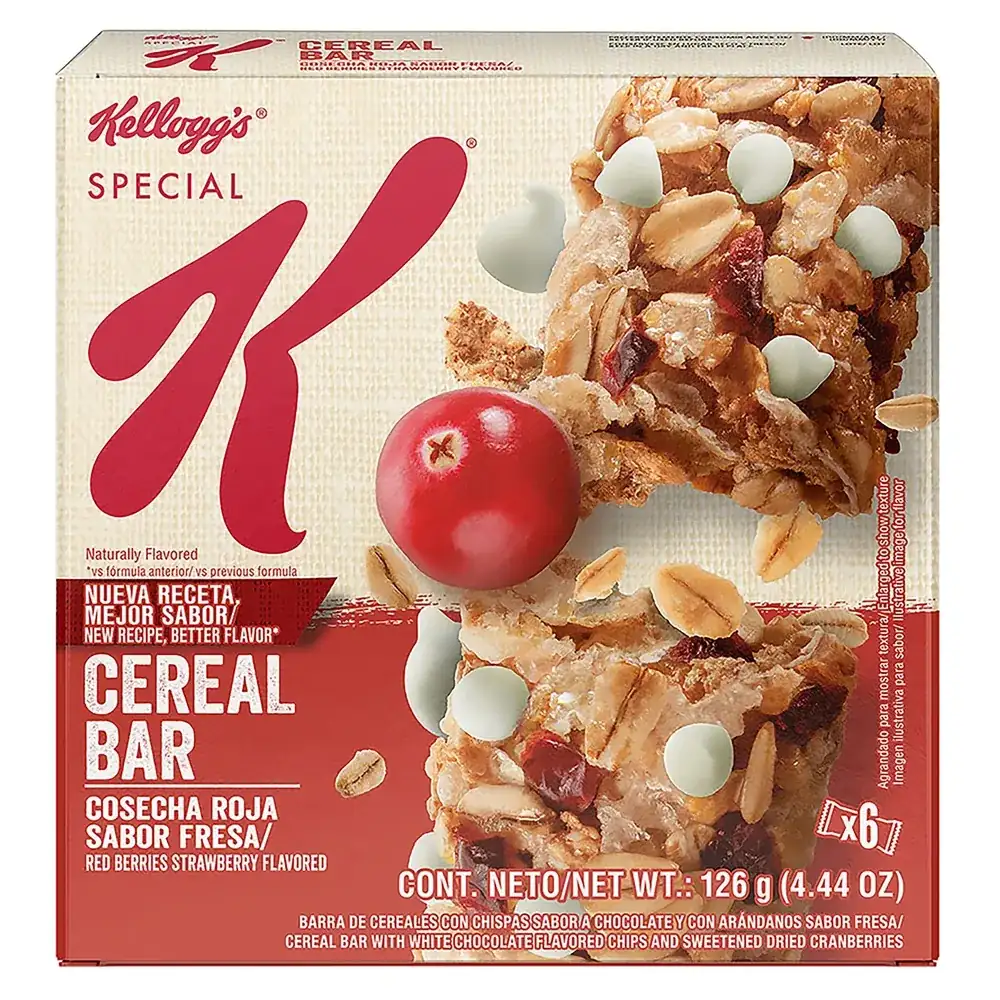 SPECIAL K
CEREAL
BAR
COSECHA ROJA SABOR FRESA/
RED BERRIES STRAWBERRY FLAVORED
LOTE/LOT
Kellogg's®
SPECIAL
K®
Naturally Flavored
*vs fórmula anterior/ vs previous formula
NUEVA RECETA,
MEJOR SABOR/
NEW RECIPE, BETTER FLAVOR*
CEREAL
BAR
COSECHA ROJA
SABOR FRESA/
RED BERRIES STRAWBERRY FLAVORED
Agrandado para mostrar textura/ Enlarged to show texture
Imagen ilustrativa para sabor/ Ilustrative image for flavor
x6
CONT. NETO/NET WT.: 126 g (4.44 OZ)
BARRA DE CEREALES CON CHISPAS SABOR A CHOCOLATE Y CON ARÁNDANOS SABOR FRESA/
CEREAL BAR WITH WHITE CHOCOLATE FLAVORED CHIPS AND SWEETENED DRIED CRANBERRIES